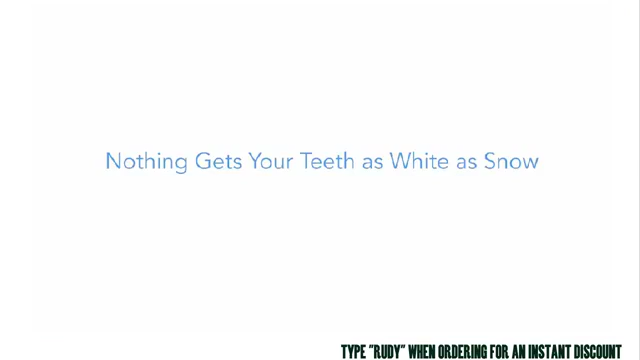 Nothing Gets Your Teeth as White as Snow
TYPE "RUDY" WHEN ORDERING FOR AN INSTANT DISCOUNT